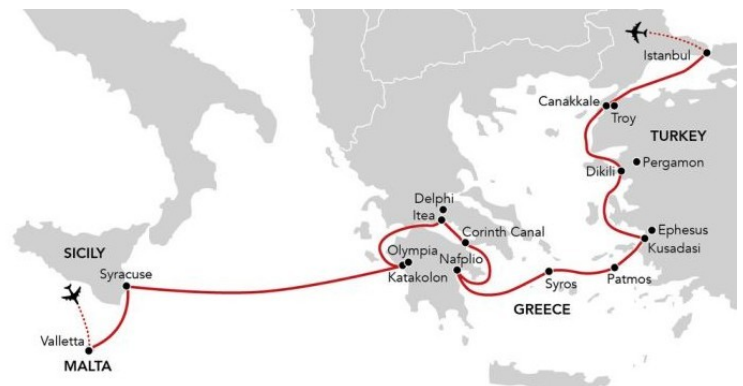 Istanbul
Canakkale
Troy
TURKEY
Pergamon
Dikili
Delphi
Itea
Ephesus
Corinth Canal
Kusadasi
SICILY
Olympia
Nafplio
Syracuse
Katakolon
Syros
Patmos
GREECE
Valletta
MALTA